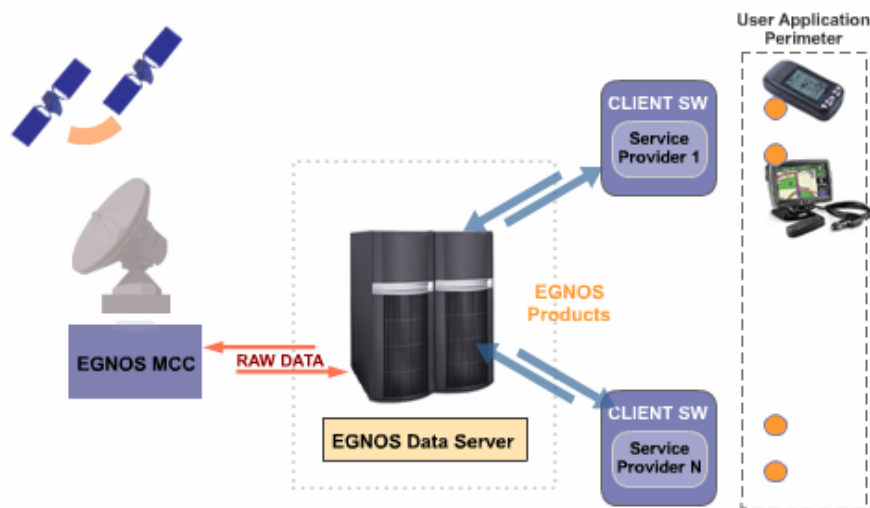 User Application
Perimeter
CLIENT SW
Service
Provider 1
EGNOS
Products
RAW DATA
EGNOS MCC
CLIENT SW
EGNOS Data Server
Service
Provider N